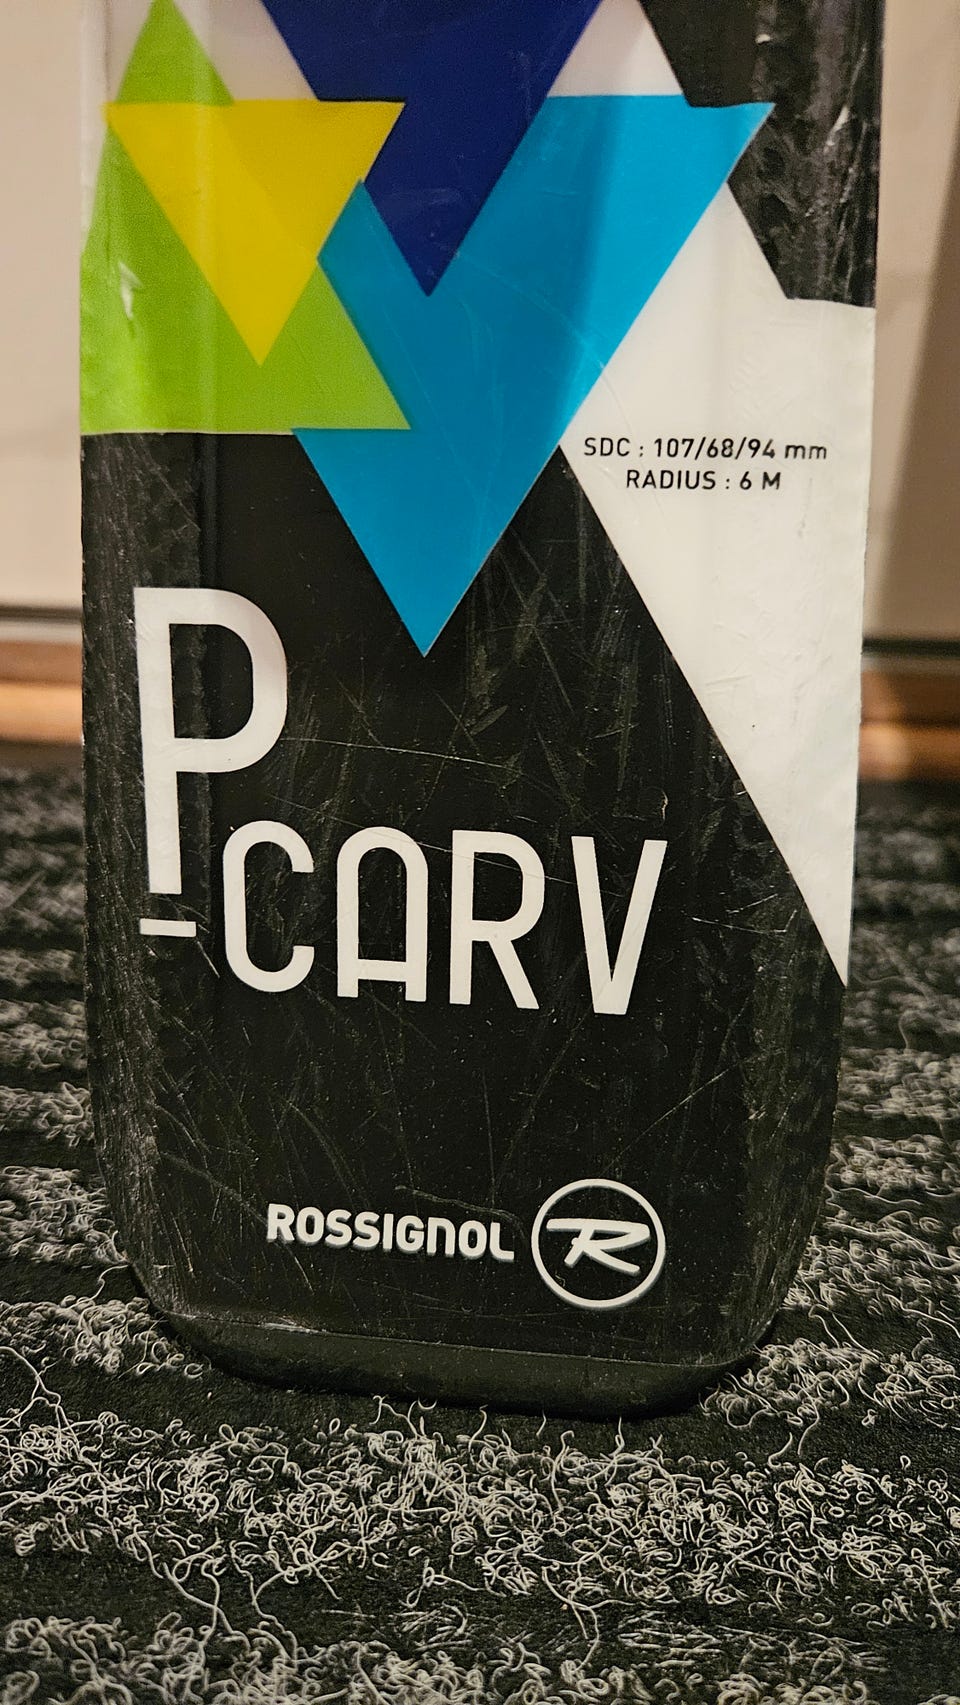 SDC : 107/68/94 mm
RADIUS : 6 M
P
-CARV
ROSSIGNOL R